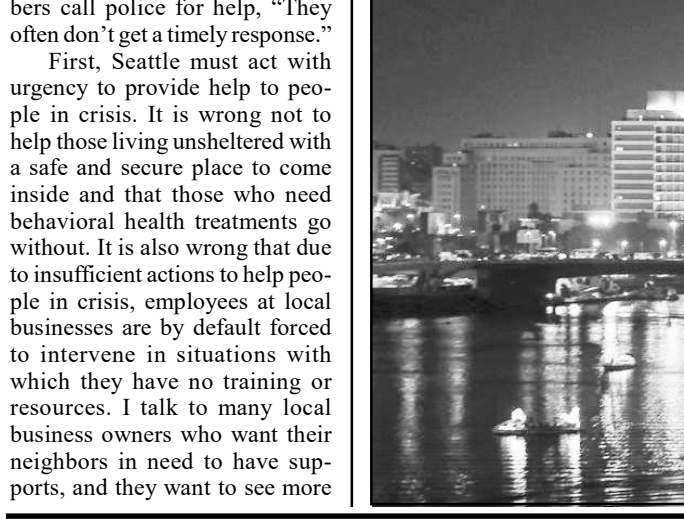 bers call police for help, “They
often don’t get a timely response.”
First, Seattle must act with
urgency to provide help to peo-
ple in crisis. It is wrong not to
help those living unsheltered with
a safe and secure place to come
inside and that those who need
behavioral health treatments go
without. It is also wrong that due
to insufficient actions to help peo-
ple in crisis, employees at local
businesses are by default forced
to intervene in situations with
which they have no training or
resources. I talk to many local
business owners who want their
neighbors in need to have sup-
ports, and they want to see more